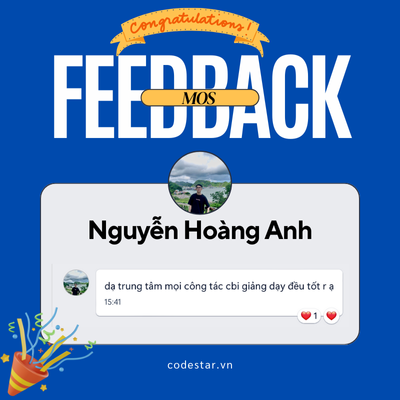 Congratulations!
FEEDBACK
MOS
Nguyễn Hoàng Anh
dạ trung tâm mọi công tác cbi giảng dạy đều tốt r ạ
15:41
1
codestar.vn